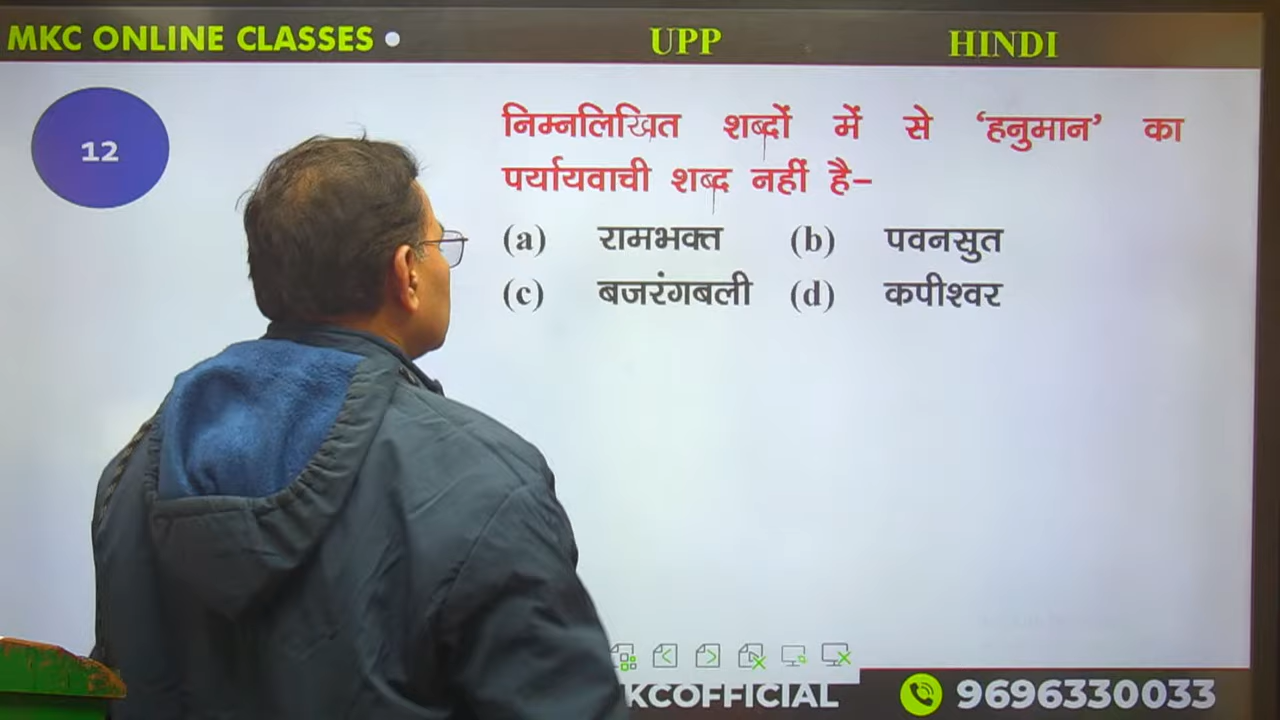 MKC ONLINE CLASSES UPP HINDI
12
निम्नलिखित शब्दों में से ‘हनुमान’ का
पर्यायवाची शब्द नहीं है–
(a) रामभक्त (b) पवनसुत
(c) बजरंगबली (d) कपीश्वर
KCOFFICIAL 9696330033